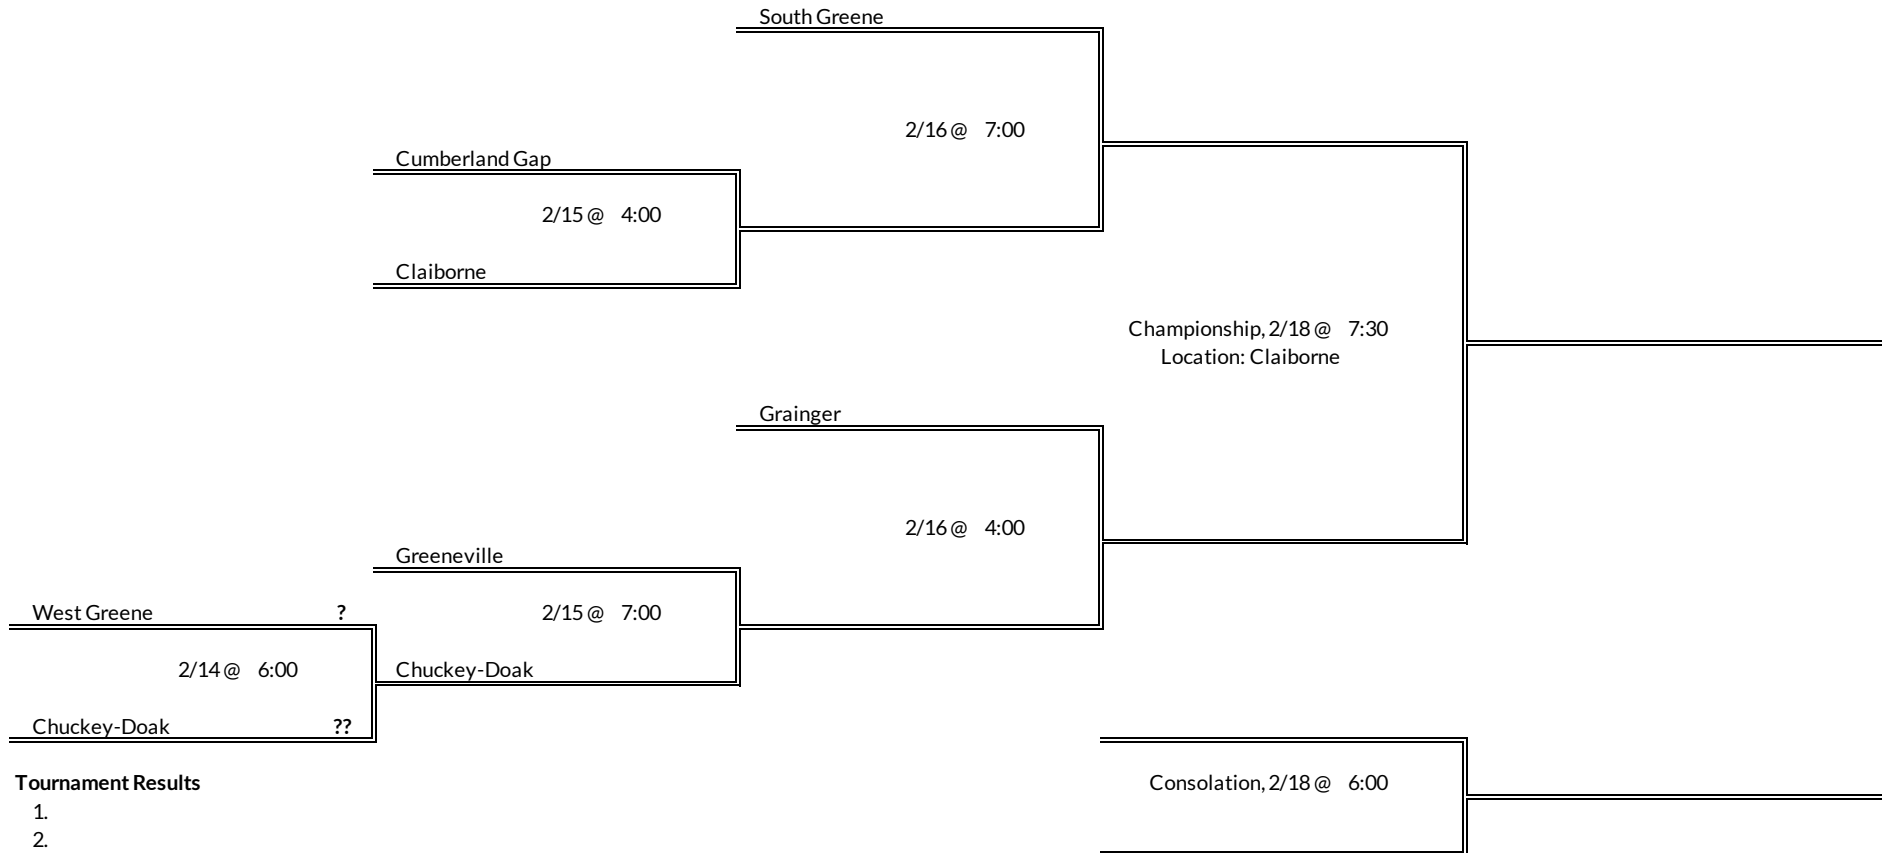 South Greene
2/16 @ 7:00
Cumberland Gap
2/15 @ 4:00
Claiborne
Championship, 2/18 @ 7:30
Location: Claiborne
Grainger
2/16 @ 4:00
Greeneville
West Greene ?
2/15 @ 7:00
2/14 @ 6:00
Chuckey-Doak
Chuckey-Doak ??
Tournament Results
Consolation, 2/18 @ 6:00
1.
2.